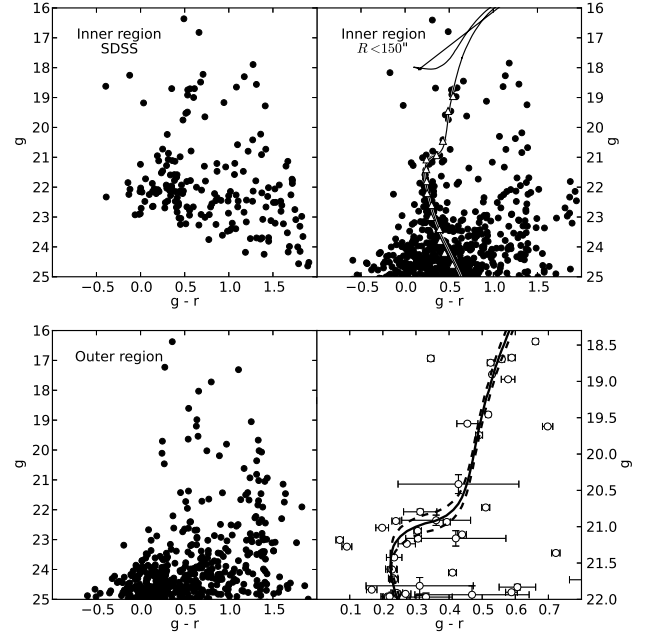 16
17
18
19
20
21
22
23
24
25
g
Inner region
SDSS
−0.5 0.0 0.5 1.0 1.5
g - r
Inner region
R <150"
−0.5 0.0 0.5 1.0 1.5
g - r
16
17
18
19
20
21
22
23
24
25
g
16
17
18
19
20
21
22
23
24
25
g
Outer region
−0.5 0.0 0.5 1.0 1.5
g - r
0.1 0.2 0.3 0.4 0.5 0.6 0.7
g - r
18.5
19.0
19.5
20.0
20.5
21.0
21.5
22.0
g